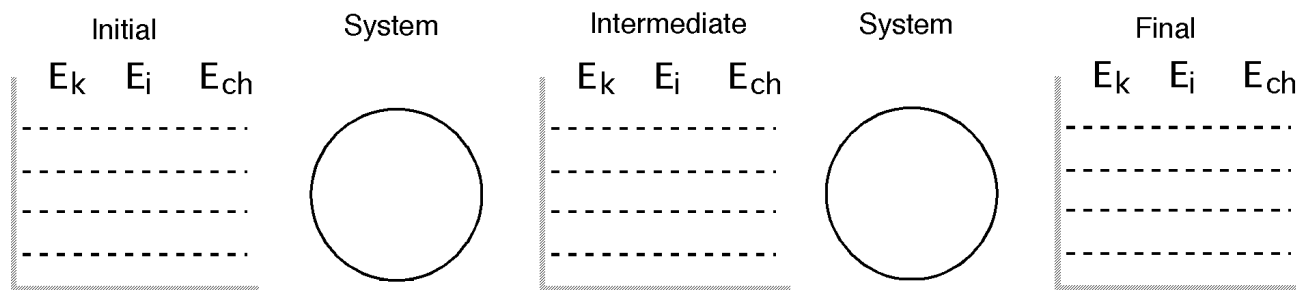 Initial System Intermediate System Final
Ek Ei Ech Ek Ei Ech Ek Ei Ech